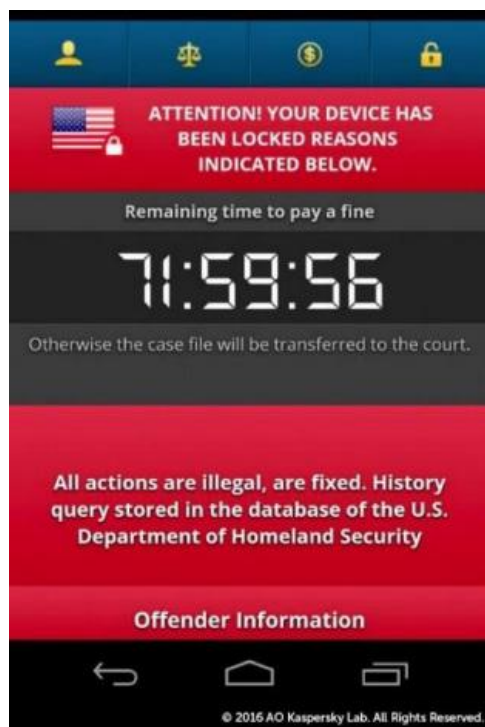 ATTENTION! YOUR DEVICE HAS
BEEN LOCKED REASONS
INDICATED BELOW.
Remaining time to pay a fine
71:59:56
Otherwise the case file will be transferred to the court.
All actions are illegal, are fixed. History
query stored in the database of the U.S.
Department of Homeland Security
Offender Information
© 2016 AO Kaspersky Lab. All Rights Reserved.